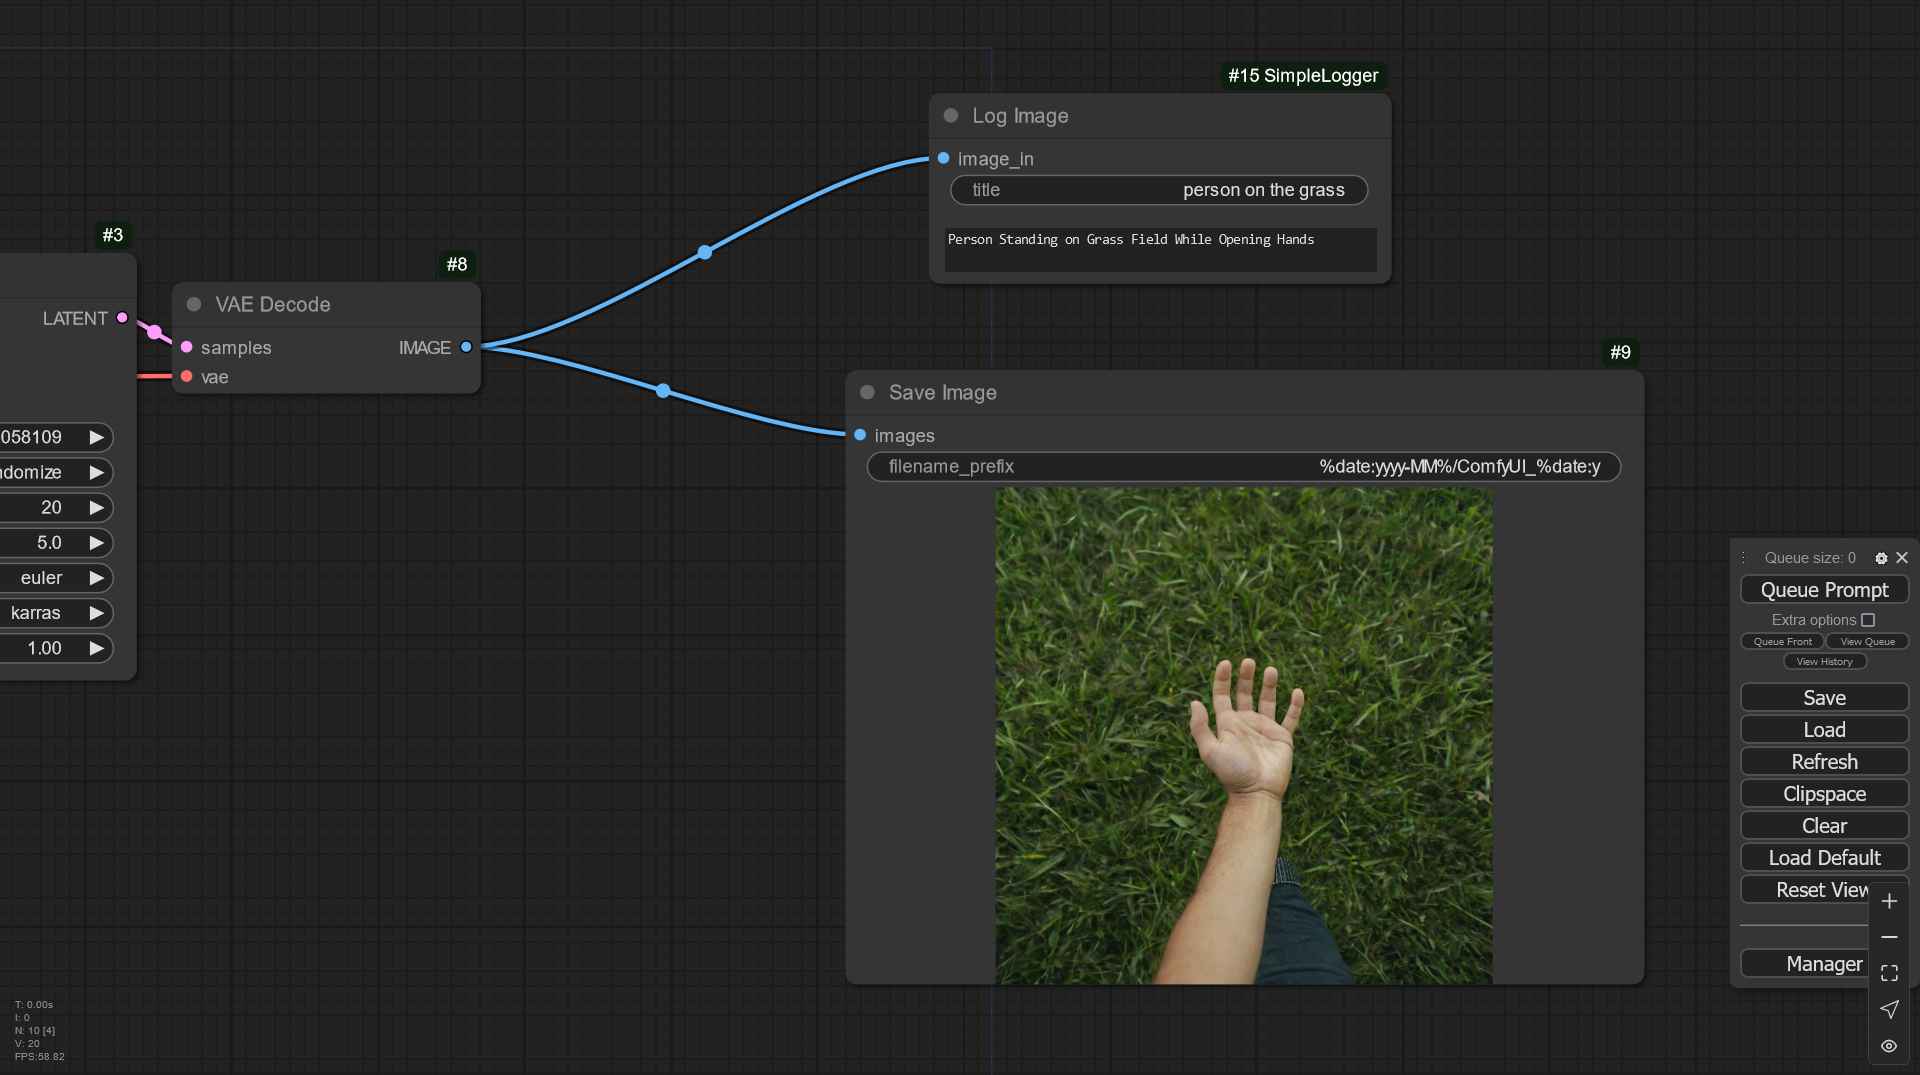 #15 SimpleLogger
Log Image
image_in
title person on the grass
Person Standing on Grass Field While Opening Hands
#3
LATENT
058109
ndomize
20
5.0
euler
karras
1.00
#8
VAE Decode
samples IMAGE
vae
#9
Save Image
images
filename_prefix %date:yyyy-MM%/ComfyUI_%date:y
Queue size: 0
Queue Prompt
Extra options
Queue Front View Queue
View History
Save
Load
Refresh
Clipspace
Clear
Load Default
Reset View
Manager
T: 0.00s
I: 0
N: 10 [4]
V: 20
FPS:58.82